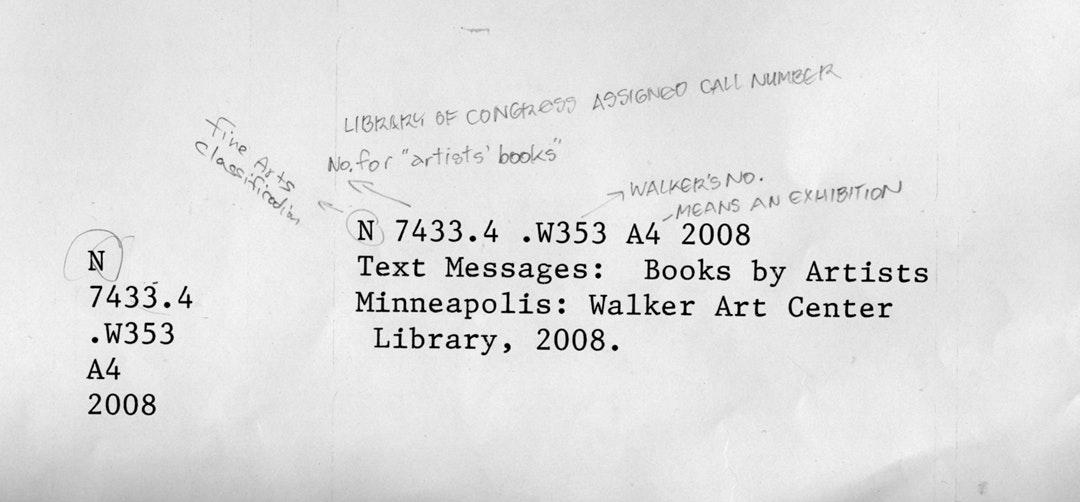 LIBRARY OF CONGRESS ASSIGNED CALL NUMBER
fine Arts
classification
No. for "artists' books"
WALKER'S NO.
MEANS AN EXHIBITION
N 7433.4 .W353 A4 2008
Text Messages: Books by Artists
Minneapolis: Walker Art Center
Library, 2008.
N
7433.4
.W353
A4
2008